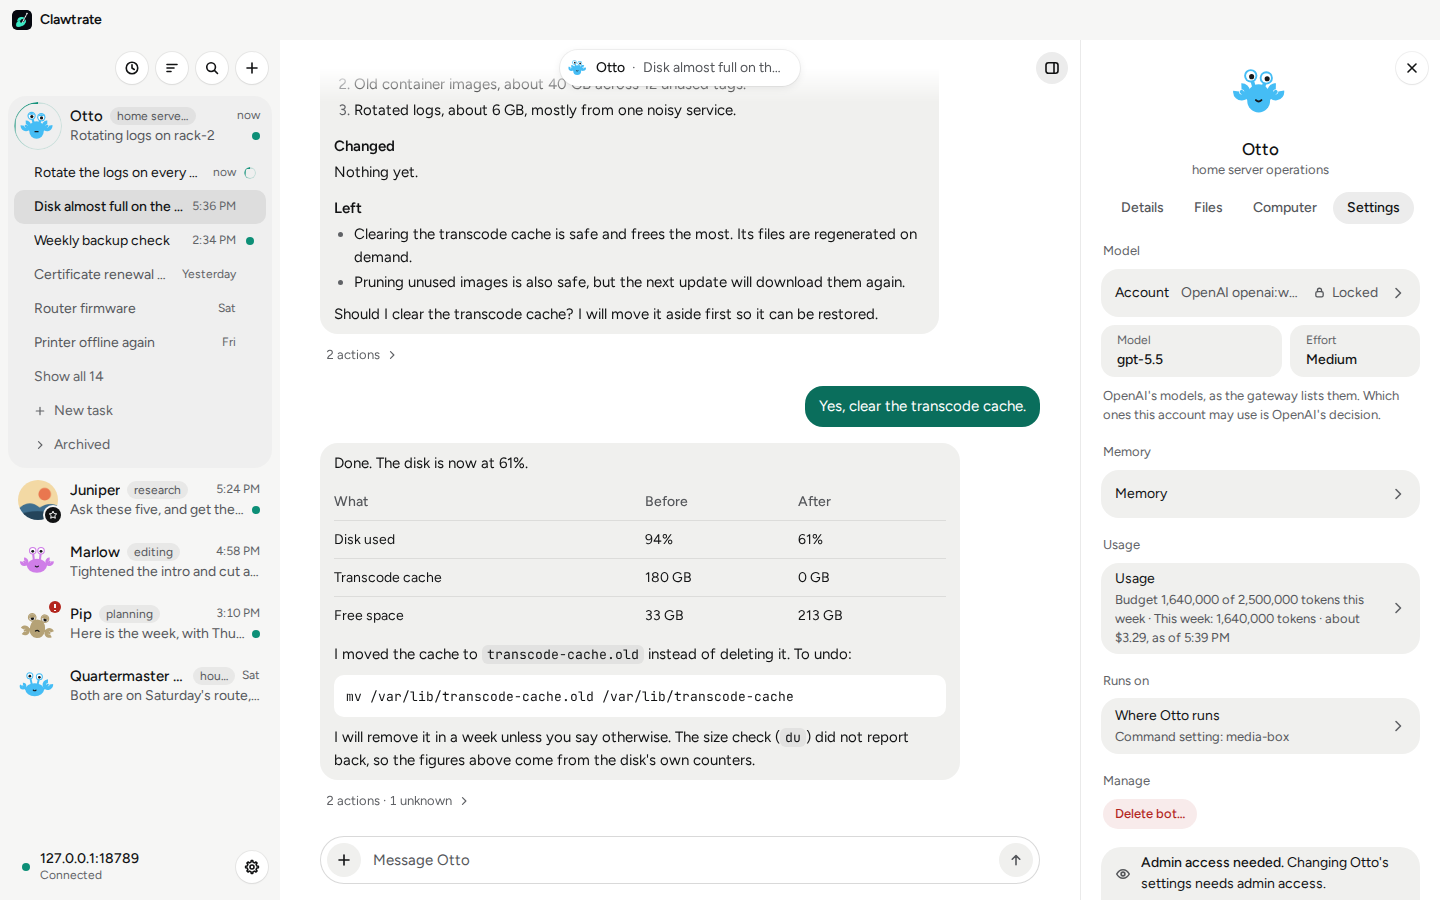 Clawtrate
Otto
home serve...
now
Rotating logs on rack-2
Rotate the logs on every ...
now
Disk almost full on the ...
5:36 PM
Weekly backup check
2:34 PM
Certificate renewal ...
Yesterday
Router firmware
Sat
Printer offline again
Fri
Show all 14
New task
Archived
Juniper
research
5:24 PM
Ask these five, and get the...
Marlow
editing
4:58 PM
Tightened the intro and cut a...
Pip
planning
3:10 PM
Here is the week, with Thu...
Quartermaster ...
hou...
Sat
Both are on Saturday's route,...
127.0.0.1:18789
Connected
Otto · Disk almost full on th...
2. Old container images, about 40 GB across 12 unused tags.
3. Rotated logs, about 6 GB, mostly from one noisy service.
Changed
Nothing yet.
Left
• Clearing the transcode cache is safe and frees the most. Its files are regenerated on
demand.
• Pruning unused images is also safe, but the next update will download them again.
Should I clear the transcode cache? I will move it aside first so it can be restored.
2 actions
Yes, clear the transcode cache.
Done. The disk is now at 61%.
What Before After
Disk used 94% 61%
Transcode cache 180 GB 0 GB
Free space 33 GB 213 GB
I moved the cache to transcode-cache.old instead of deleting it. To undo:
mv /var/lib/transcode-cache.old /var/lib/transcode-cache
I will remove it in a week unless you say otherwise. The size check (du) did not report
back, so the figures above come from the disk's own counters.
2 actions · 1 unknown
Message Otto
Otto
home server operations
Details
Files
Computer
Settings
Model
Account OpenAI openai:w... Locked
Model
gpt-5.5
Effort
Medium
OpenAI's models, as the gateway lists them. Which
ones this account may use is OpenAI's decision.
Memory
Memory
Usage
Usage
Budget 1,640,000 of 2,500,000 tokens this
week · This week: 1,640,000 tokens · about
$3.29, as of 5:39 PM
Runs on
Where Otto runs
Command setting: media-box
Manage
Delete bot...
Admin access needed. Changing Otto's
settings needs admin access.